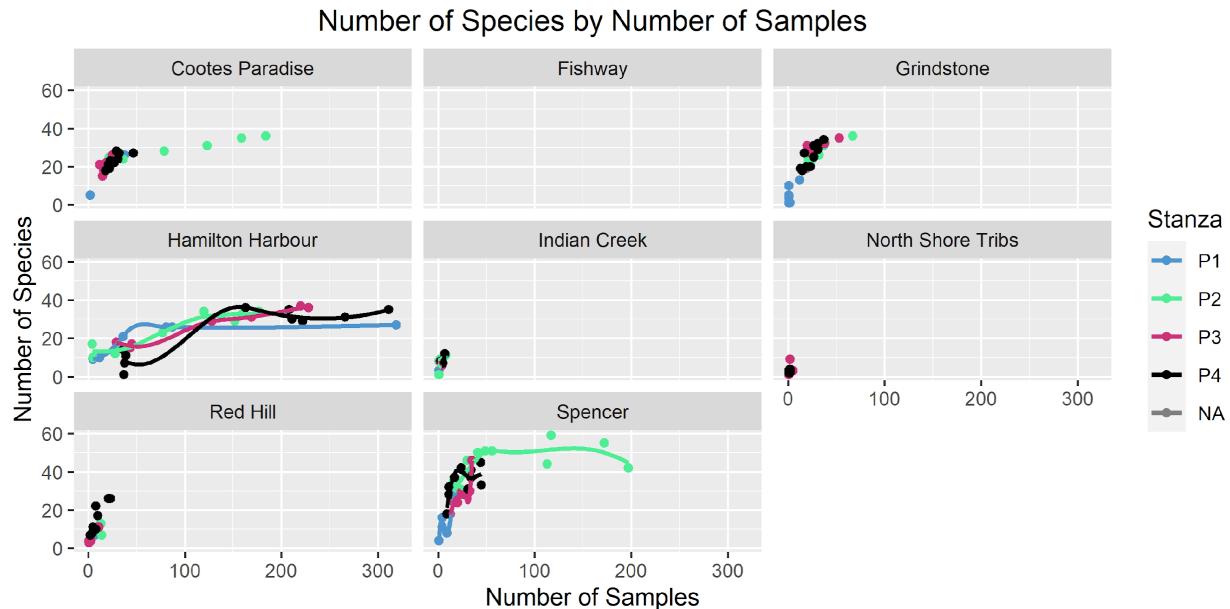 Number of Species by Number of Samples
Cootes Paradise
Fishway
Grindstone
60
40
20
0
Hamilton Harbour
Indian Creek
North Shore Tribs
60
40
20
0
0 100 200 300
Red Hill
Spencer
60
40
20
0
0 100 200 300
0 100 200 300
Number of Species
Number of Samples
Stanza
P1
P2
P3
P4
NA